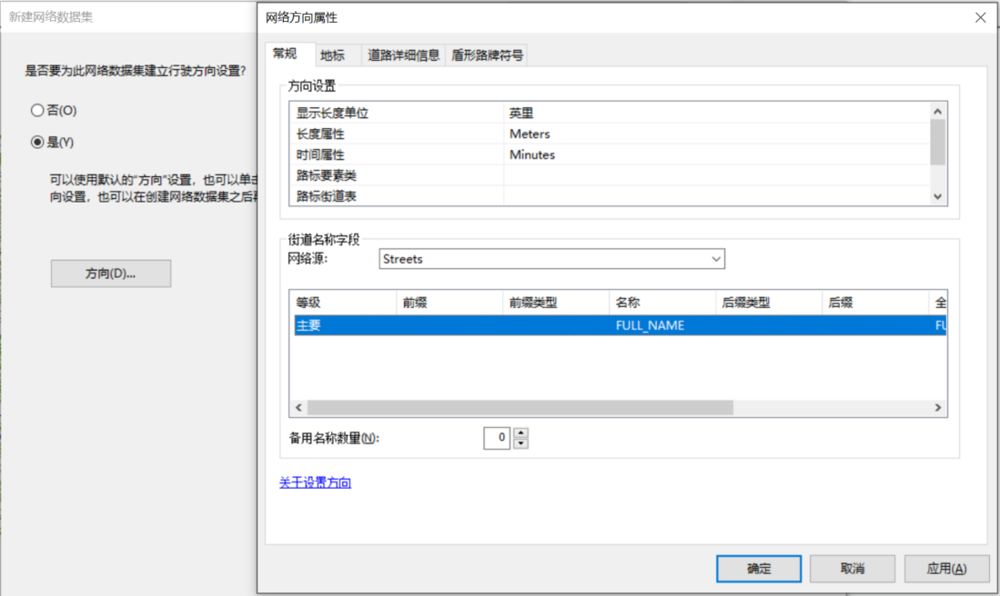 新建网络数据集
是否要为此网络数据集建立行驶方向设置?
否(O)
是(Y)
可以使用默认的“方向”设置，也可以单击
向设置，也可以在创建网络数据集之后再
方向(D)...
网络方向属性
常规 地标 道路详细信息 盾形路牌符号
方向设置
显示长度单位 英里
长度属性 Meters
时间属性 Minutes
路标要素类
路标街道表
街道名称字段
网络源: Streets
等级 前缀 前缀类型 名称 后缀类型 后缀 全
主要 FULL_NAME FU
备用名称数量(N): 0
关于设置方向
确定 取消 应用(A)